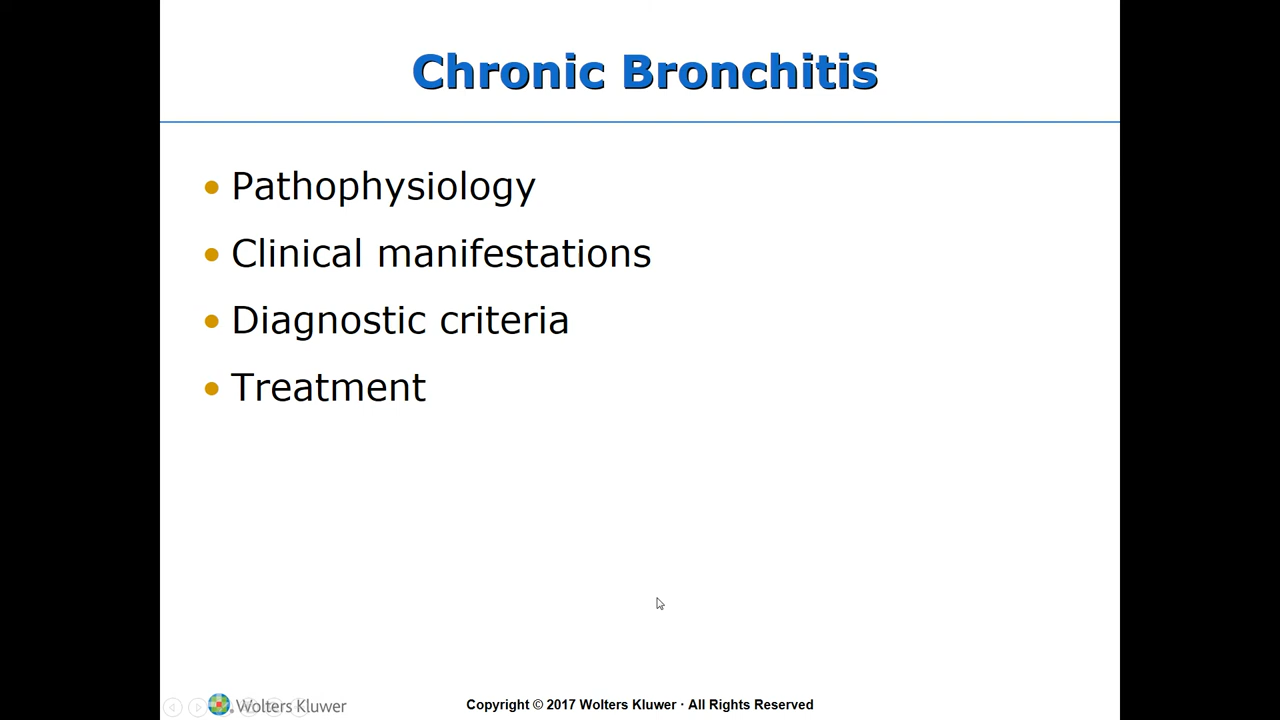 Chronic Bronchitis
• Pathophysiology
• Clinical manifestations
• Diagnostic criteria
• Treatment
Wolters Kluwer
Copyright © 2017 Wolters Kluwer · All Rights Reserved